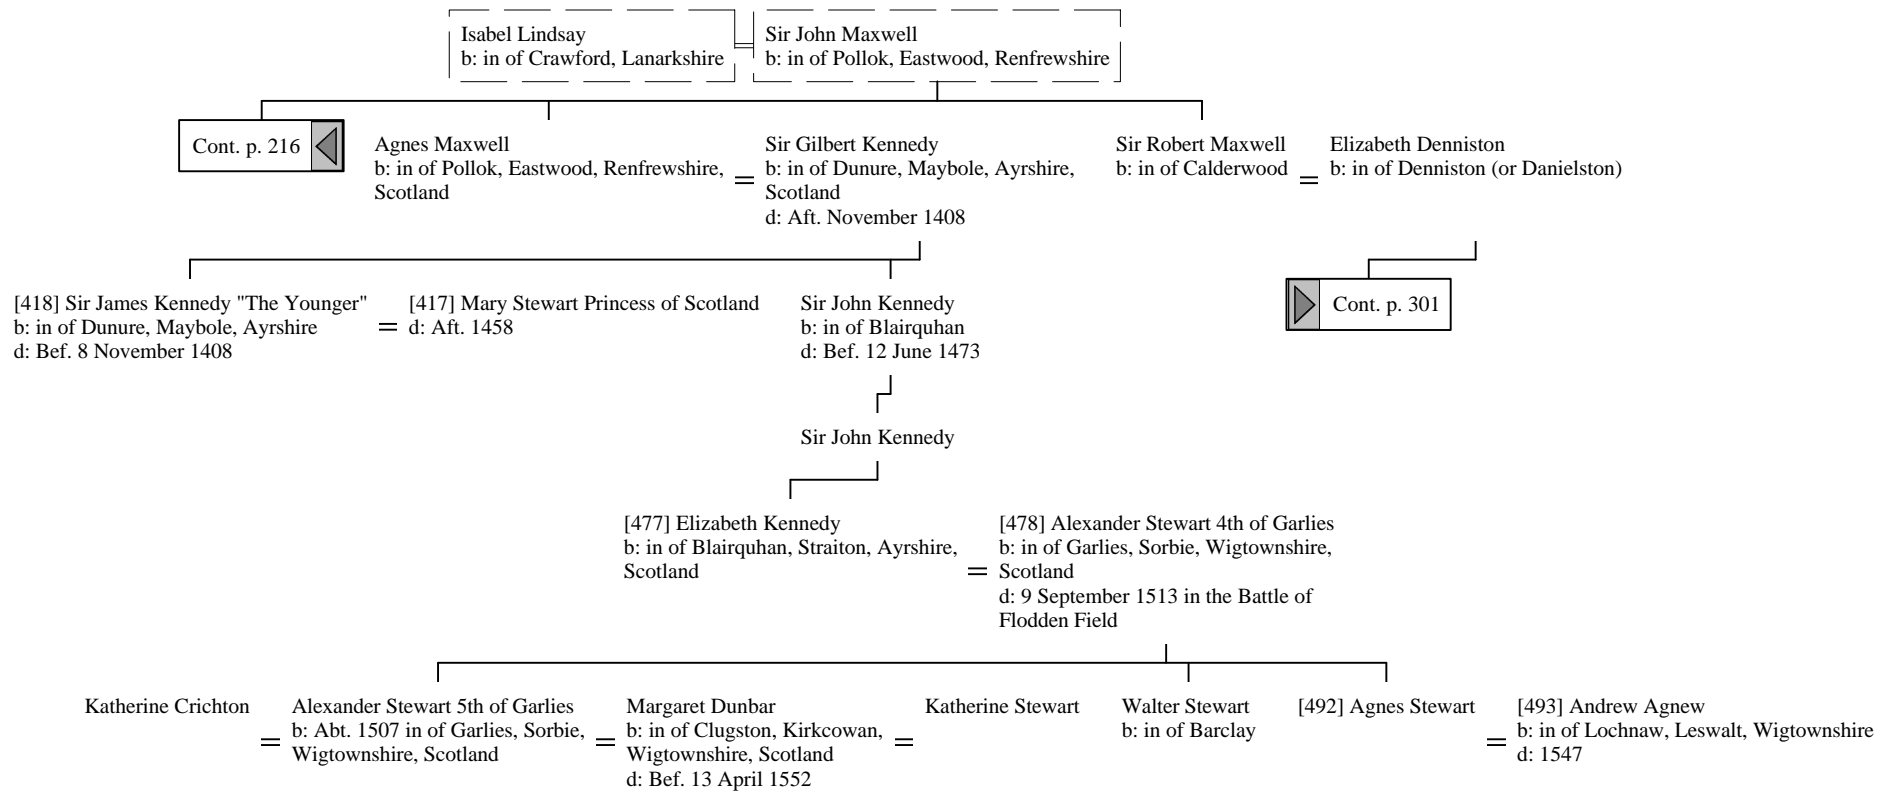 Isabel Lindsay
b: in of Crawford, Lanarkshire
Sir John Maxwell
b: in of Pollok, Eastwood, Renfrewshire
Cont. p. 216
Agnes Maxwell
b: in of Pollok, Eastwood, Renfrewshire,
Scotland
=
Sir Gilbert Kennedy
b: in of Dunure, Maybole, Ayrshire,
Scotland
d: Aft. November 1408
Sir Robert Maxwell
b: in of Calderwood
=
Elizabeth Denniston
b: in of Denniston (or Danielston)
[418] Sir James Kennedy "The Younger"
b: in of Dunure, Maybole, Ayrshire
d: Bef. 8 November 1408
=
[417] Mary Stewart Princess of Scotland
d: Aft. 1458
Sir John Kennedy
b: in of Blairquhan
d: Bef. 12 June 1473
Cont. p. 301
Sir John Kennedy
[477] Elizabeth Kennedy
b: in of Blairquhan, Straiton, Ayrshire,
Scotland
=
[478] Alexander Stewart 4th of Garlies
b: in of Garlies, Sorbie, Wigtownshire,
Scotland
d: 9 September 1513 in the Battle of
Flodden Field
Katherine Crichton
=
Alexander Stewart 5th of Garlies
b: Abt. 1507 in of Garlies, Sorbie,
Wigtownshire, Scotland
=
Margaret Dunbar
b: in of Clugston, Kirkcowan,
Wigtownshire, Scotland
d: Bef. 13 April 1552
=
Katherine Stewart
Walter Stewart
b: in of Barclay
[492] Agnes Stewart
=
[493] Andrew Agnew
b: in of Lochnaw, Leswalt, Wigtownshire
d: 1547